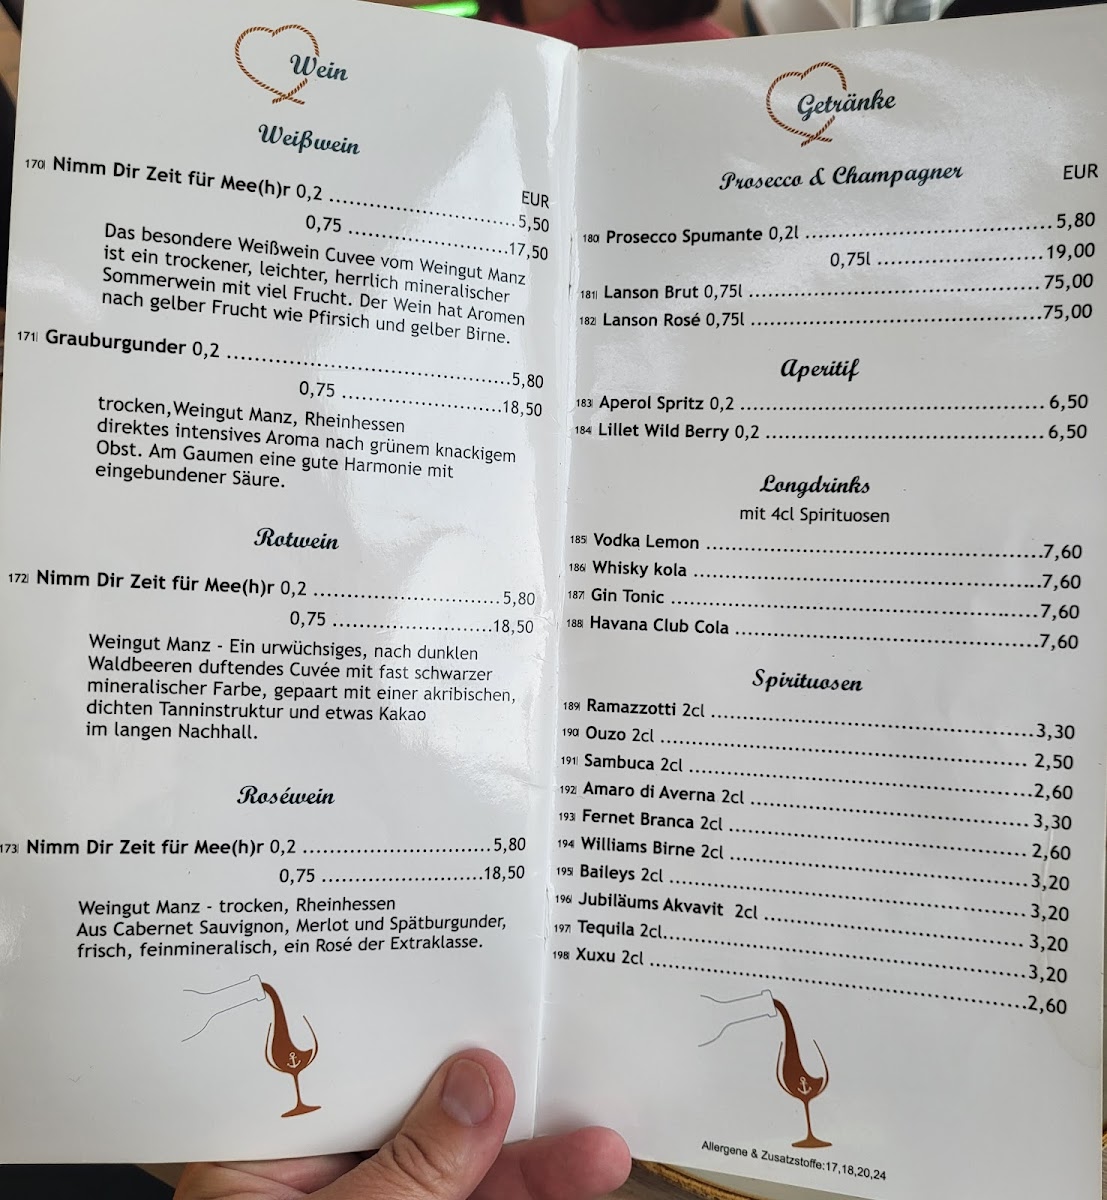 Wein
Weißwein
EUR
170 Nimm Dir Zeit für Mee(h)r 0,2 ........................ 5,50
0,75 ........................ 17,50
Das besondere Weißwein Cuvee vom Weingut Manz
ist ein trockener, leichter, herrlich mineralischer
Sommerwein mit viel Frucht. Der Wein hat Aromen
nach gelber Frucht wie Pfirsich und gelber Birne.
171 Grauburgunder 0,2 ........................ 5,80
0,75 ........................ 18,50
trocken,Weingut Manz, Rheinhessen
direktes intensives Aroma nach grünem knackigem
Obst. Am Gaumen eine gute Harmonie mit
eingebundener Säure.
Rotwein
172 Nimm Dir Zeit für Mee(h)r 0,2 ........................ 5,80
0,75 ........................ 18,50
Weingut Manz - Ein urwüchsiges, nach dunklen
Waldbeeren duftendes Cuvée mit fast schwarzer
mineralischer Farbe, gepaart mit einer akribischen,
dichten Tanninstruktur und etwas Kakao
im langen Nachhall.
Roséwein
173 Nimm Dir Zeit für Mee(h)r 0,2 ........................ 5,80
0,75 ........................ 18,50
Weingut Manz - trocken, Rheinhessen
Aus Cabernet Sauvignon, Merlot und Spätburgunder,
frisch, feinmineralisch, ein Rosé der Extraklasse.
Getränke
Prosecco & Champagner
EUR
180 Prosecco Spumante 0,2l ........................ 5,80
0,75l ........................ 19,00
181 Lanson Brut 0,75l ........................ 75,00
182 Lanson Rosé 0,75l ........................ 75,00
Aperitif
183 Aperol Spritz 0,2 ........................ 6,50
184 Lillet Wild Berry 0,2 ........................ 6,50
Longdrinks
mit 4cl Spirituosen
185 Vodka Lemon ........................ 7,60
186 Whisky kola ........................ 7,60
187 Gin Tonic ........................ 7,60
188 Havana Club Cola ........................ 7,60
Spirituosen
189 Ramazzotti 2cl ........................ 3,30
190 Ouzo 2cl ........................ 2,50
191 Sambuca 2cl ........................ 2,60
192 Amaro di Averna 2cl ........................ 3,30
193 Fernet Branca 2cl ........................ 2,60
194 Williams Birne 2cl ........................ 3,20
195 Baileys 2cl ........................ 3,20
196 Jubiläums Akvavit 2cl ........................ 3,20
197 Tequila 2cl ........................ 3,20
198 Xuxu 2cl ........................ 2,60
Allergene & Zusatzstoffe:17,18,20,24